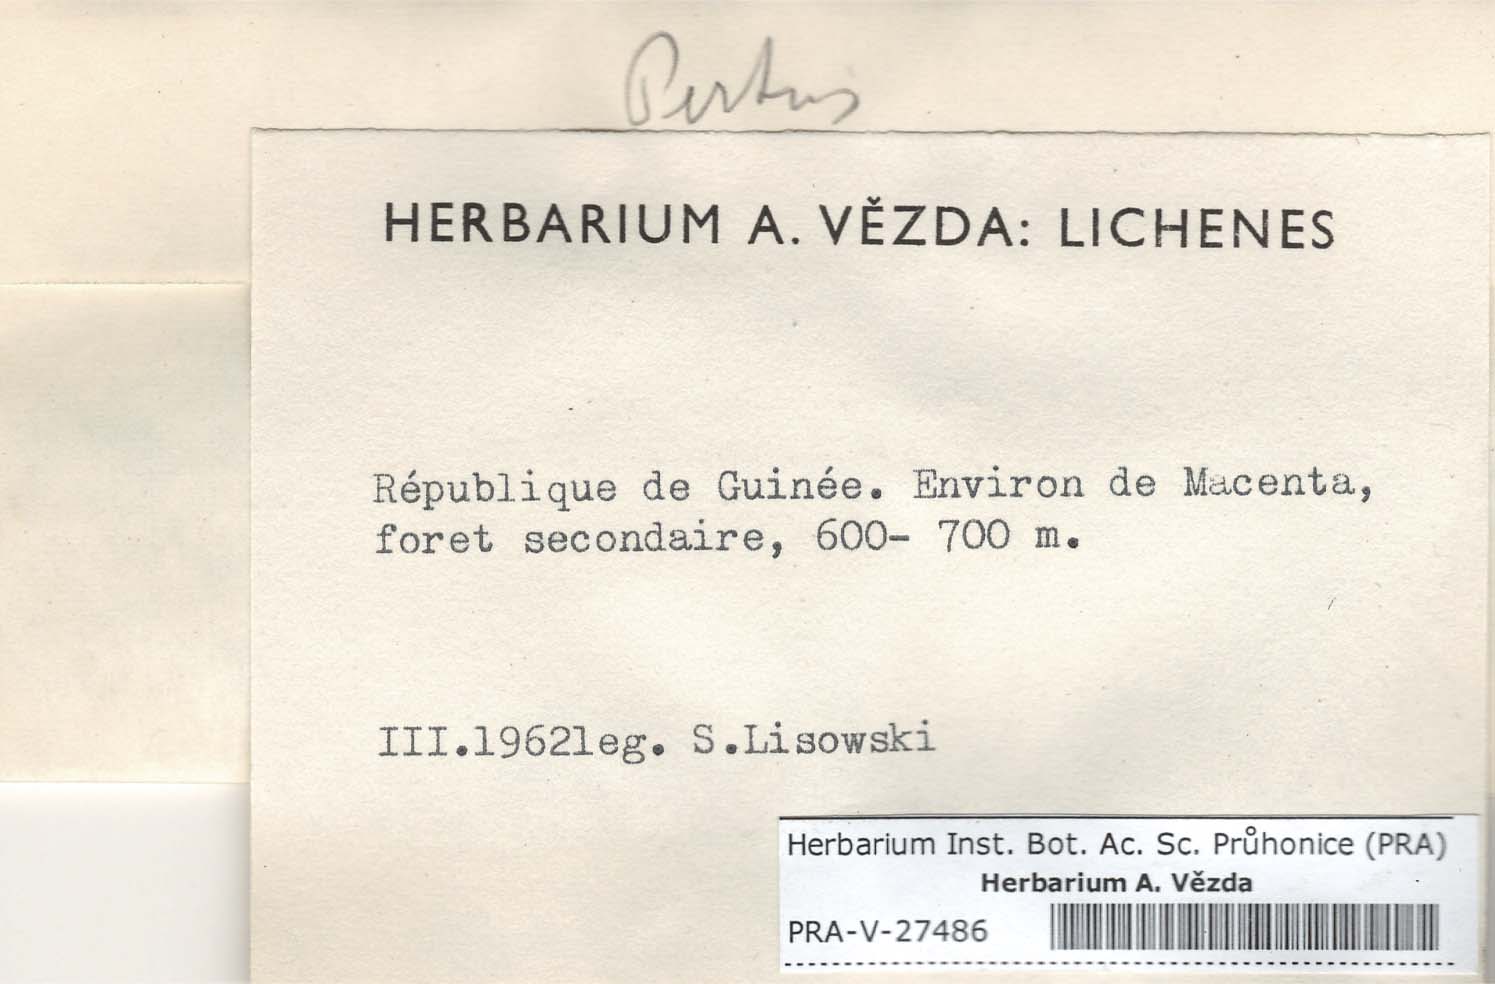 Pertus
HERBARIUM A. VĚZDA: LICHENES
République de Guinée. Environ de Macenta,
foret secondaire, 600- 700 m.
III.1962leg. S.Lisowski
Herbarium Inst. Bot. Ac. Sc. Průhonice (PRA)
Herbarium A. Vězda
PRA-V-27486